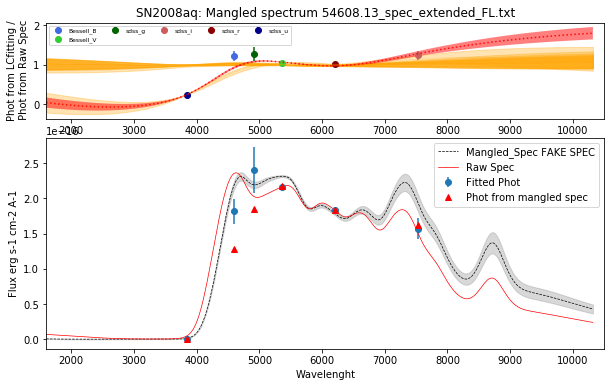 SN2008aq: Mangled spectrum 54608.13_spec_extended_FL.txt
Phot from LCfitting /
Phot from Raw Spec
2
1
0
Bessell_B
Bessell_V
sdss_g
sdss_i
sdss_r
sdss_u
2000 3000 4000 5000 6000 7000 8000 9000 10000
1e-16
Flux erg s-1 cm-2 A-1
2.5
2.0
1.5
1.0
0.5
0.0
Mangled_Spec FAKE SPEC
Raw Spec
Fitted Phot
Phot from mangled spec
2000 3000 4000 5000 6000 7000 8000 9000 10000
Wavelenght